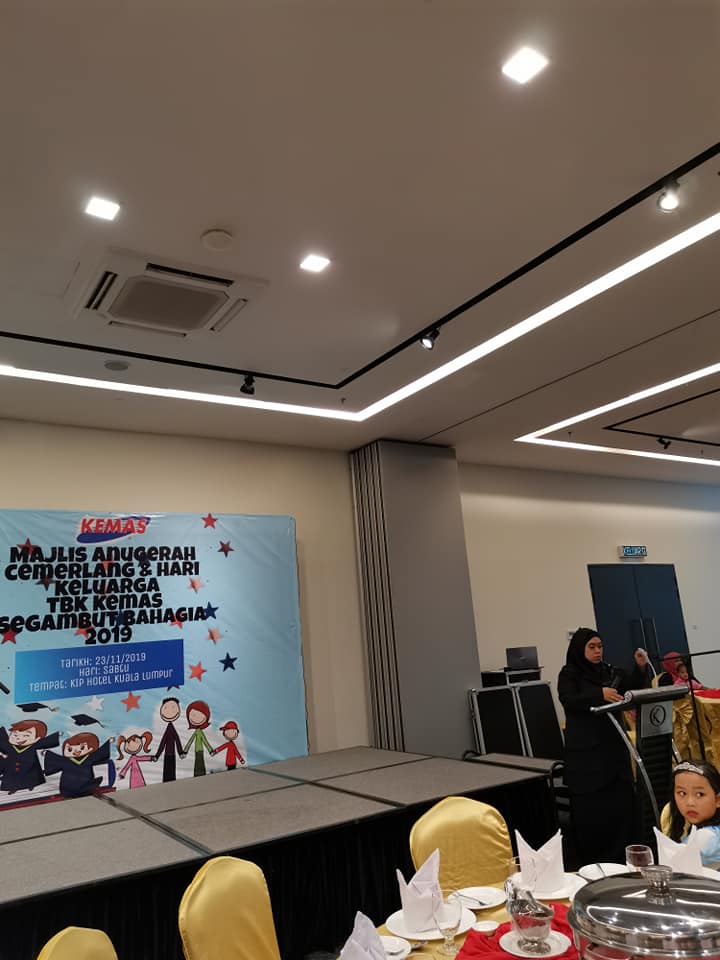 KEMAS
MAJLIS ANUGERAH
CEMERLANG & HARI
KELUARGA
TBK KEMAS
SEGAMBUT BAHAGIA
2019
TARIKH: 23/11/2019
HARI: SABTU
TEMPAT: KIP HOTEL KUALA LUMPUR
KELUAR
K